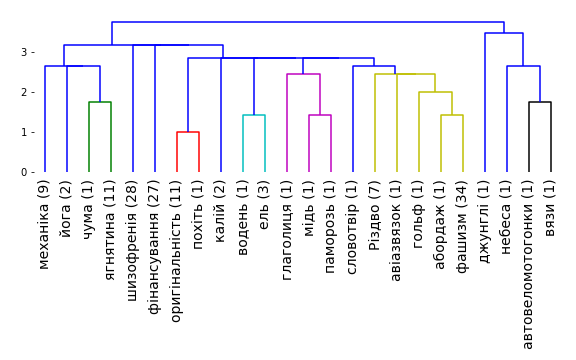 3
2
1
0
механіка (9)
йога (2)
чума (1)
ягнятина (11)
шизофренія (28)
фінансування (27)
оригінальність (11)
похіть (1)
калій (2)
водень (1)
ель (3)
глаголиця (1)
мідь (1)
паморозь (1)
словотвір (1)
Різдво (7)
авіазвязок (1)
гольф (1)
абордаж (1)
фашизм (34)
джунглі (1)
небеса (1)
автовеломотогонки (1)
вязи (1)